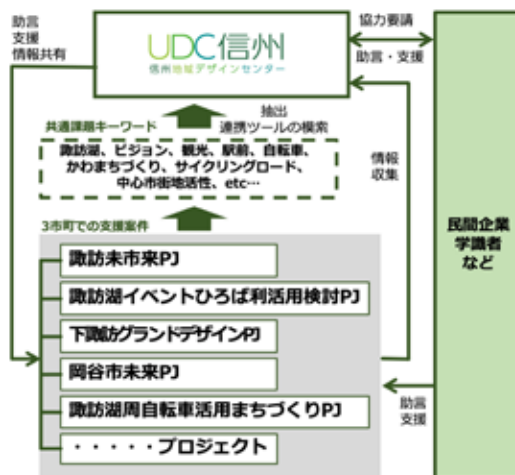 助言
支援
情報共有
UDC信州
信州地域デザインセンター
協力要請
助言・支援
抽出
連携ツールの模索
共通課題キーワード
諏訪湖、ビジョン、観光、駅前、自転車、
かわまちづくり、サイクリングロード、
中心市街地活性、etc…
情報
収集
民間企業
学識者
など
3市町での支援案件
諏訪未市来PJ
諏訪湖イベントひろば利活用検討PJ
下諏訪グランドデザインPJ
岡谷市未来PJ
諏訪湖周自転車活用まちづくりPJ
・・・・・プロジェクト
助言
支援